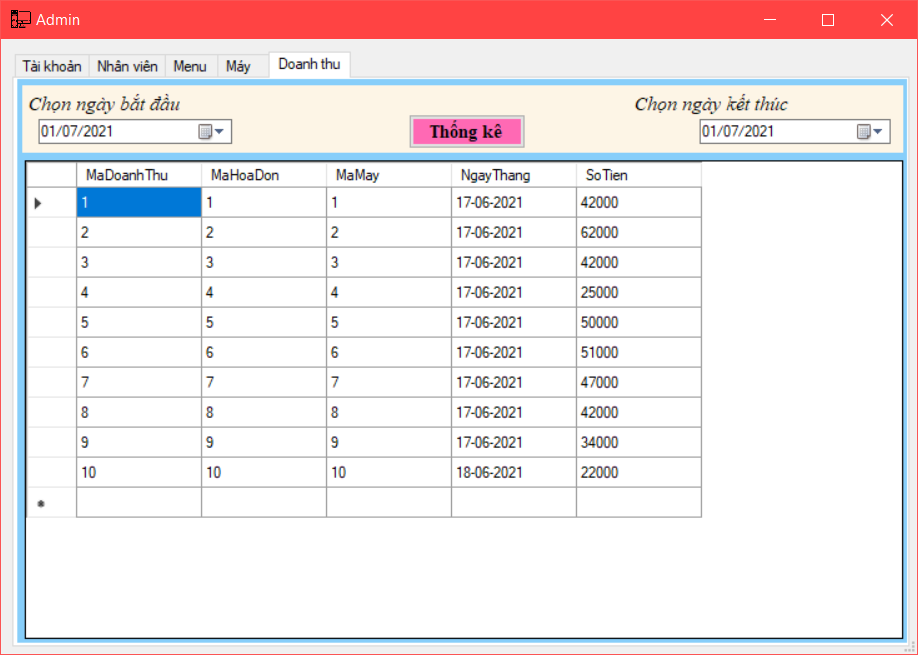 Admin
Tài khoản Nhân viên Menu Máy Doanh thu
Chọn ngày bắt đầu Chọn ngày kết thúc
01/07/2021 Thống kê 01/07/2021
MaDoanhThu MaHoaDon MaMay NgayThang SoTien
1 1 1 17-06-2021 42000
2 2 2 17-06-2021 62000
3 3 3 17-06-2021 42000
4 4 4 17-06-2021 25000
5 5 5 17-06-2021 50000
6 6 6 17-06-2021 51000
7 7 7 17-06-2021 47000
8 8 8 17-06-2021 42000
9 9 9 17-06-2021 34000
10 10 10 18-06-2021 22000